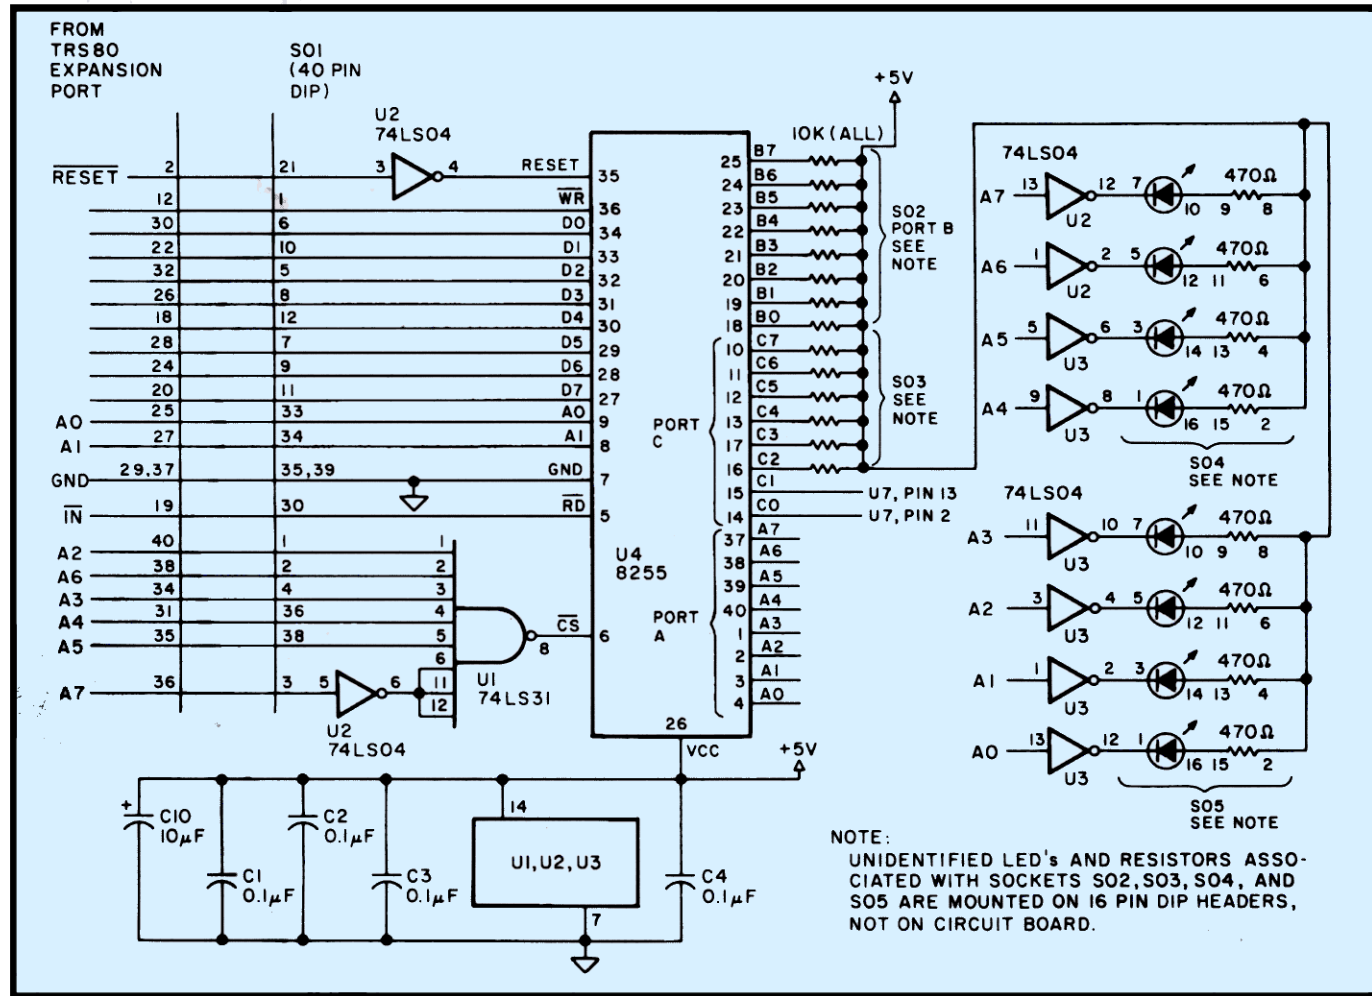 FROM
TRS80
EXPANSION
PORT
SO1
(40 PIN
DIP)
U2
74LS04
RESET 2 21 3 4 RESET 35
12 1 WR 36
30 6 D0 34
22 10 D1 33
32 5 D2 32
26 8 D3 31
18 12 D4 30
28 7 D5 29
24 9 D6 28
20 11 D7 27
A0 25 33 A0 9
A1 27 34 A1 8
GND 29,37 35,39 GND 7
IN 19 30 RD 5
A2 40 1 1
A6 38 2 2
A3 34 4 3
A4 31 36 4
A5 35 38 5
6
A7 36 3 5 6 11
12
8 CS 6
U1
74LS31
U2
74LS04
U4
8255
26
VCC
+5V
10K (ALL)
25 B7
24 B6
23 B5
22 B4
21 B3
20 B2
19 B1
18 B0
SO2
PORT B
SEE
NOTE
PORT
C
10 C7
11 C6
12 C5
13 C4
17 C3
16 C2
15 C1 U7, PIN 13
14 C0 U7, PIN 2
SO3
SEE
NOTE
PORT
A
37 A7
38 A6
39 A5
40 A4
1 A3
2 A2
3 A1
4 A0
+5V
74LS04
A7 13 12 7 10 9 470Ω 8
U2
A6 1 2 5 12 11 470Ω 6
U2
A5 5 6 3 14 13 470Ω 4
U3
A4 9 8 1 16 15 470Ω 2
U3
SO4
SEE NOTE
74LS04
A3 11 10 7 10 9 470Ω 8
U3
A2 3 4 5 12 11 470Ω 6
U3
A1 1 2 3 14 13 470Ω 4
U3
A0 13 12 1 16 15 470Ω 2
U3
SO5
SEE NOTE
+ C10
10µF
C1
0.1µF
C2
0.1µF
C3
0.1µF
14
U1, U2, U3
7
C4
0.1µF
NOTE:
UNIDENTIFIED LED's AND RESISTORS ASSO-
CIATED WITH SOCKETS SO2, SO3, SO4, AND
SO5 ARE MOUNTED ON 16 PIN DIP HEADERS,
NOT ON CIRCUIT BOARD.